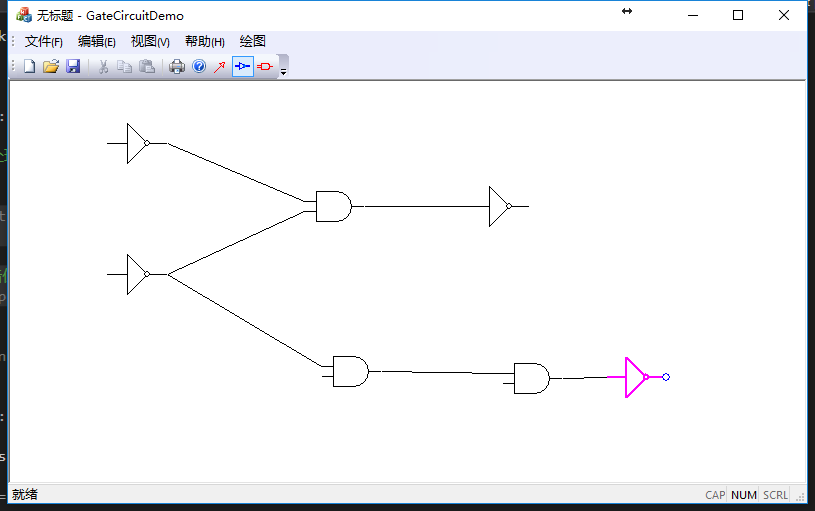 无标题 - GateCircuitDemo
文件(F) 编辑(E) 视图(V) 帮助(H) 绘图
就绪 CAP NUM SCRL